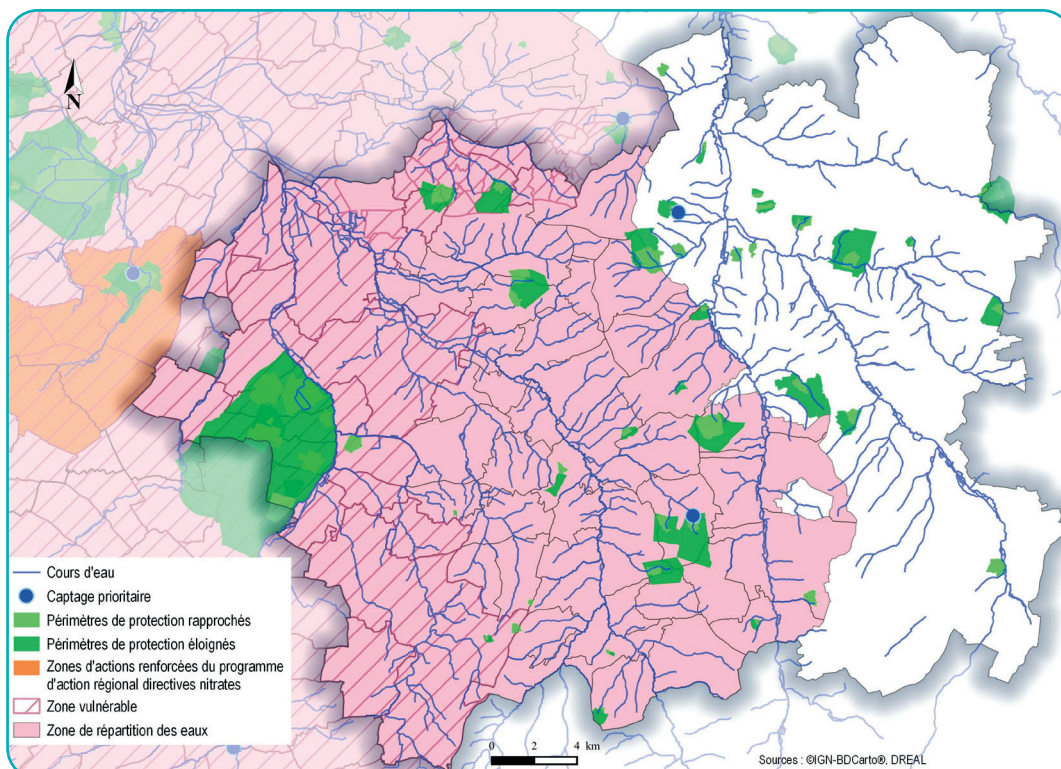 N
Cours d'eau
Captage prioritaire
Périmètres de protection rapprochés
Périmètres de protection éloignés
Zones d'actions renforcées du programme
d'action régional directives nitrates
Zone vulnérable
Zone de répartition des eaux
0 2 4 km
Sources : ©IGN-BDCarto®, DREAL